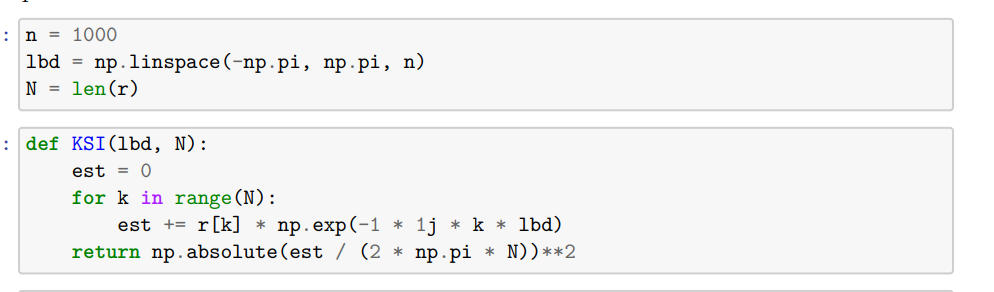 : n = 1000
lbd = np.linspace(-np.pi, np.pi, n)
N = len(r)
: def KSI(lbd, N):
    est = 0
    for k in range(N):
        est += r[k] * np.exp(-1 * 1j * k * lbd)
    return np.absolute(est / (2 * np.pi * N))**2